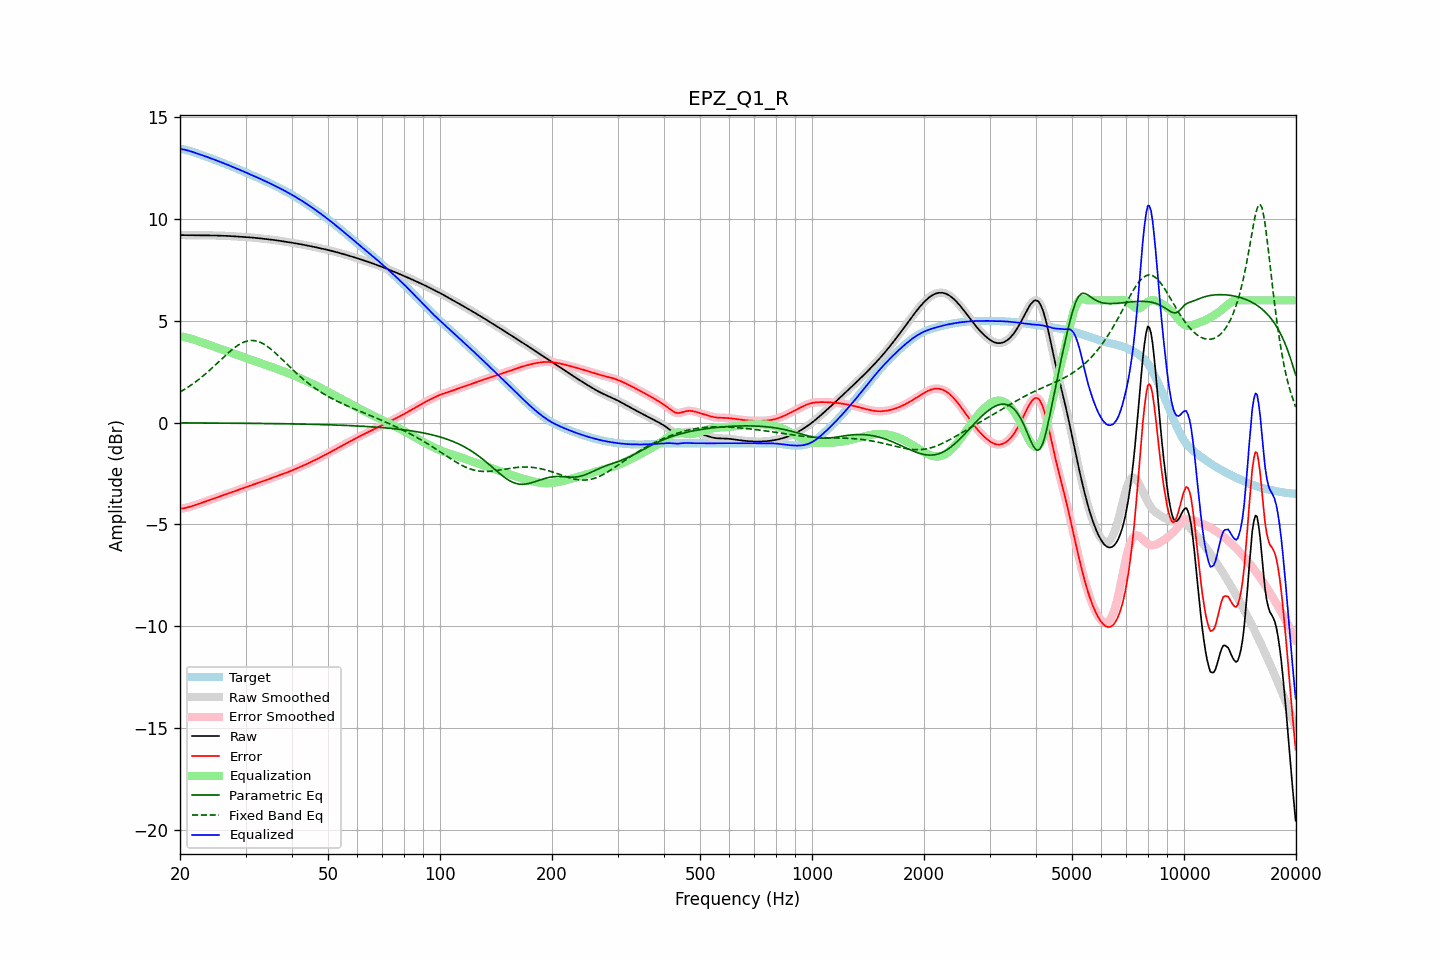 EPZ_Q1_R
15
10
5
0
−5
−10
−15
−20
Amplitude (dBr)
Target
Raw Smoothed
Error Smoothed
Raw
Error
Equalization
Parametric Eq
Fixed Band Eq
Equalized
20
50
100
200
500
1000
2000
5000
10000
20000
Frequency (Hz)